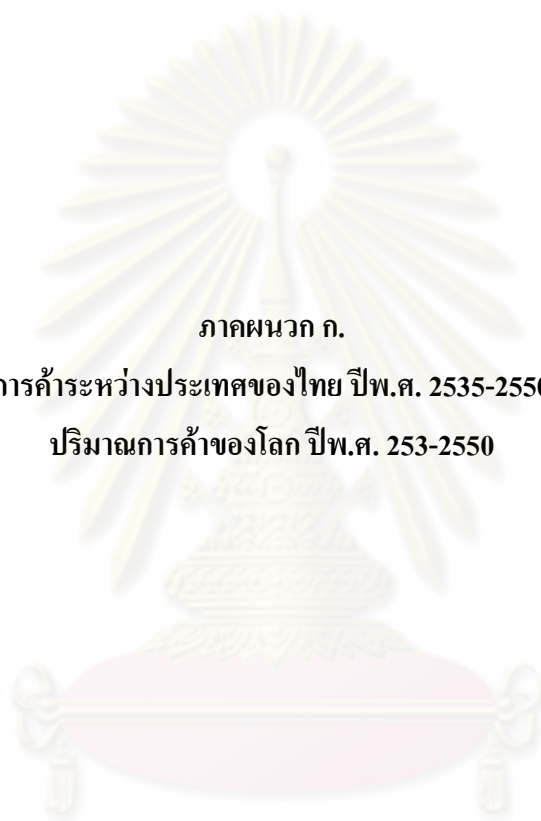 ภาคผนวก ก.
การค้าระหว่างประเทศของไทย ปีพ.ศ. 2535-2550
ปริมาณการค้าของโลก ปีพ.ศ. 253-2550